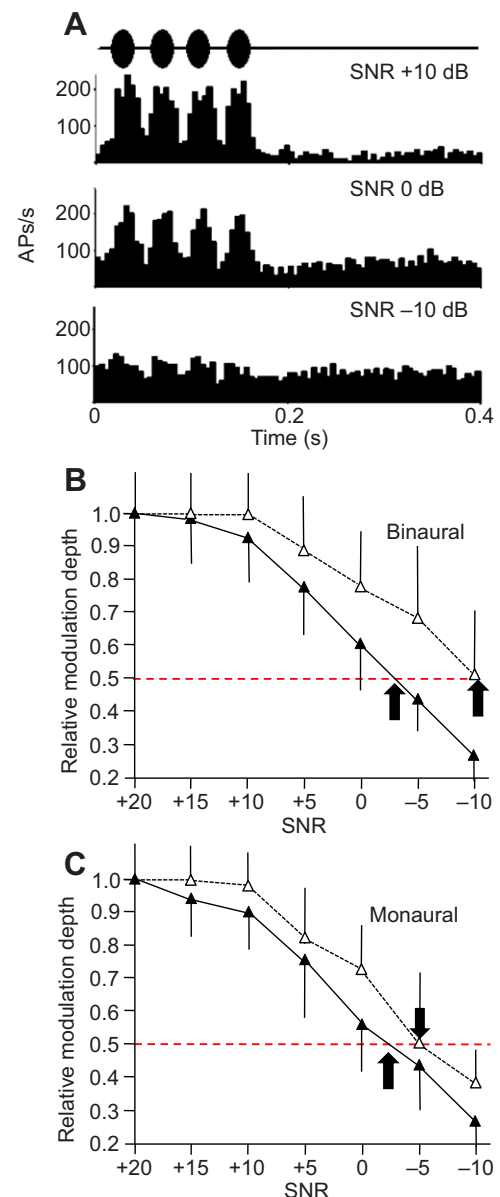 A
SNR +10 dB
200
100
SNR 0 dB
200
100
APs/s
SNR –10 dB
200
100
0 0.2 0.4
Time (s)
B
Binaural
1.0
0.9
0.8
0.7
0.6
0.5
0.4
0.3
0.2
Relative modulation depth
+20 +15 +10 +5 0 –5 –10
SNR
C
Monaural
1.0
0.9
0.8
0.7
0.6
0.5
0.4
0.3
0.2
Relative modulation depth
+20 +15 +10 +5 0 –5 –10
SNR